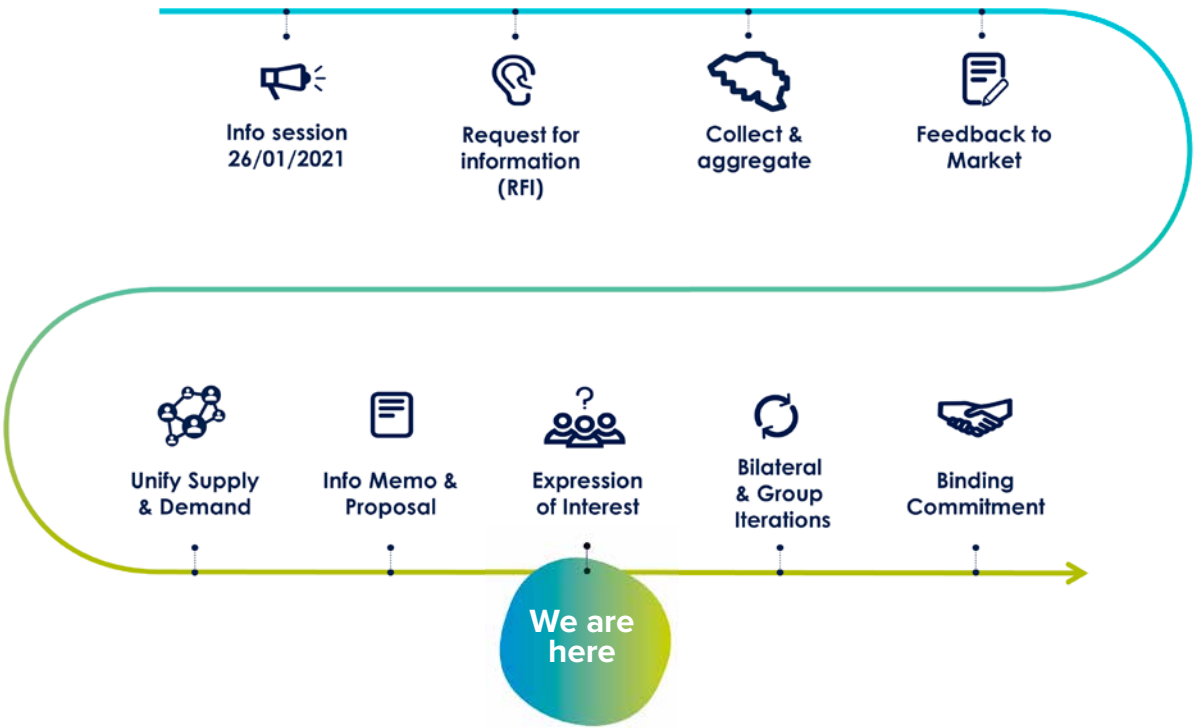 Info session
26/01/2021
Request for
information
(RFI)
Collect &
aggregate
Feedback to
Market
Unify Supply
& Demand
Info Memo &
Proposal
?
Expression
of Interest
Bilateral
& Group
Iterations
Binding
Commitment
We are
here